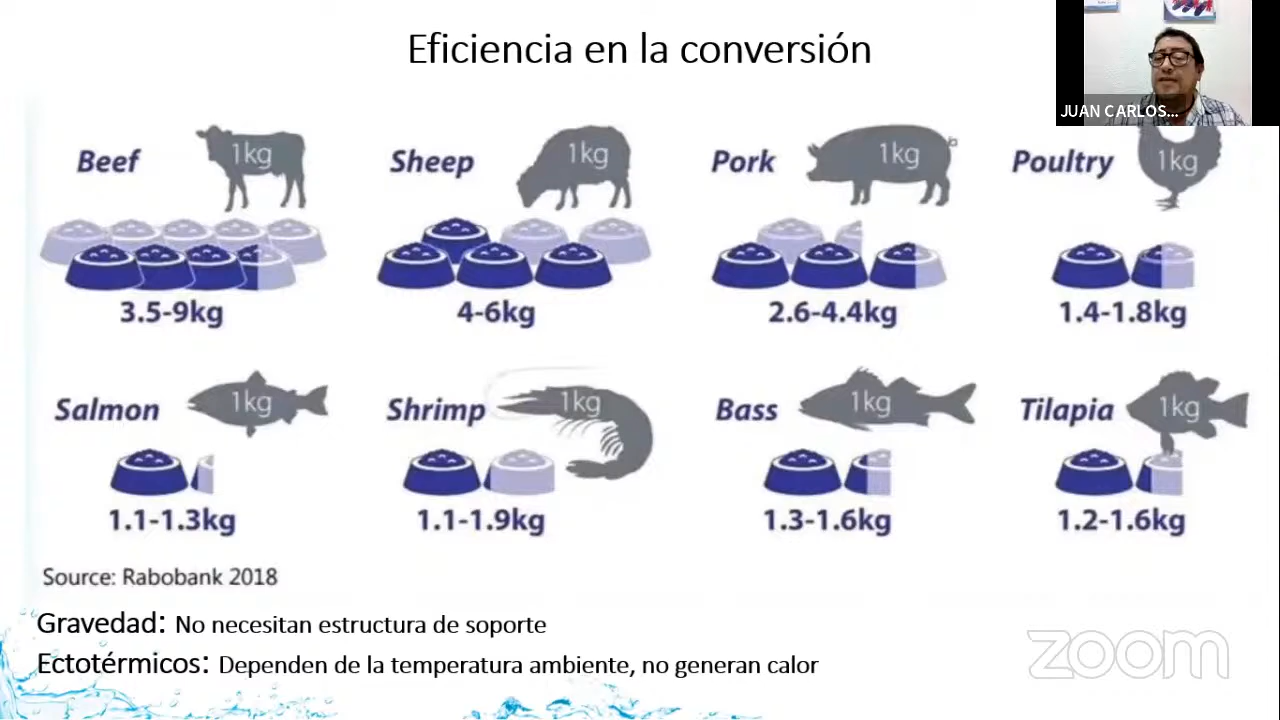 Eficiencia en la conversión
JUAN CARLOS...
Beef
1kg
3.5-9kg
Sheep
1kg
4-6kg
Pork
1kg
2.6-4.4kg
Poultry
1kg
1.4-1.8kg
Salmon
1kg
1.1-1.3kg
Shrimp
1kg
1.1-1.9kg
Bass
1kg
1.3-1.6kg
Tilapia
1kg
1.2-1.6kg
Source: Rabobank 2018
Gravedad: No necesitan estructura de soporte
Ectotérmicos: Dependen de la temperatura ambiente, no generan calor
zoom